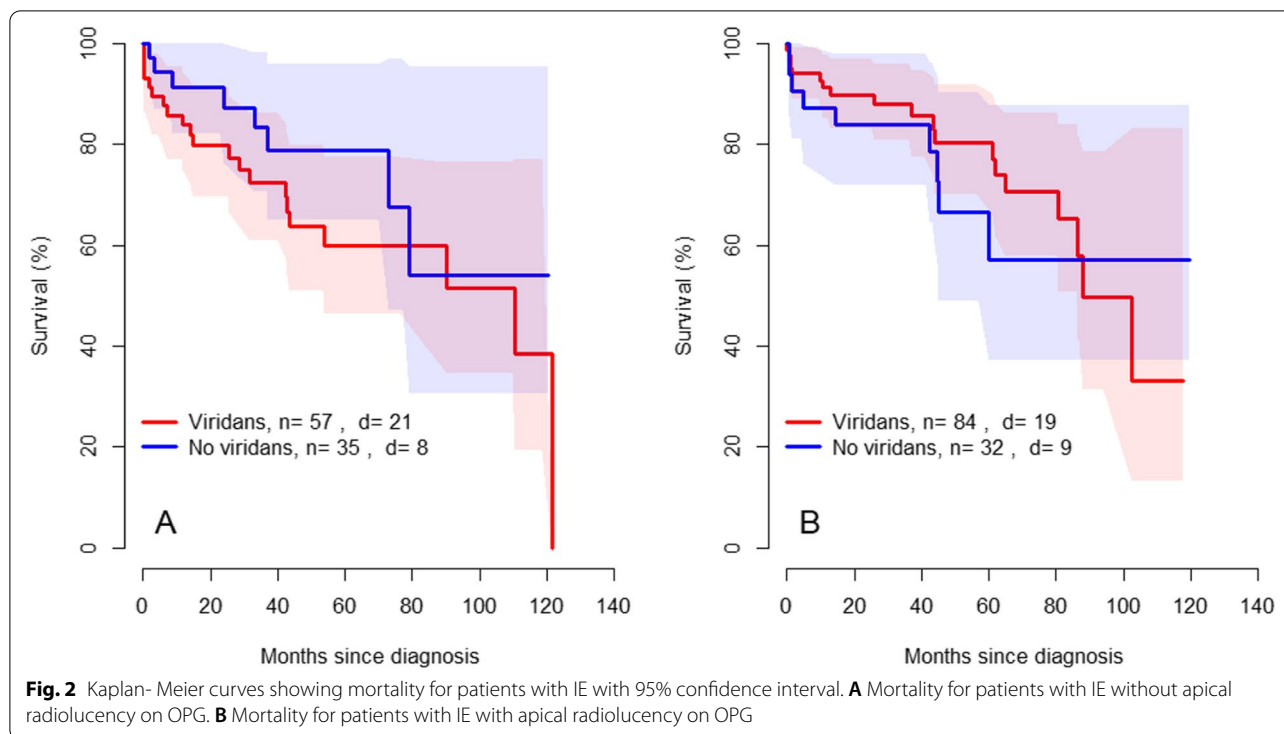 100
80
60
40
20
0
Survival (%)
Viridans, n= 57 , d= 21
No viridans, n= 35 , d= 8
A
0 20 40 60 80 100 120 140
Months since diagnosis
100
80
60
40
20
0
Survival (%)
Viridans, n= 84 , d= 19
No viridans, n= 32 , d= 9
B
0 20 40 60 80 100 120 140
Months since diagnosis
Fig. 2 Kaplan- Meier curves showing mortality for patients with IE with 95% confidence interval. A Mortality for patients with IE without apical
radiolucency on OPG. B Mortality for patients with IE with apical radiolucency on OPG